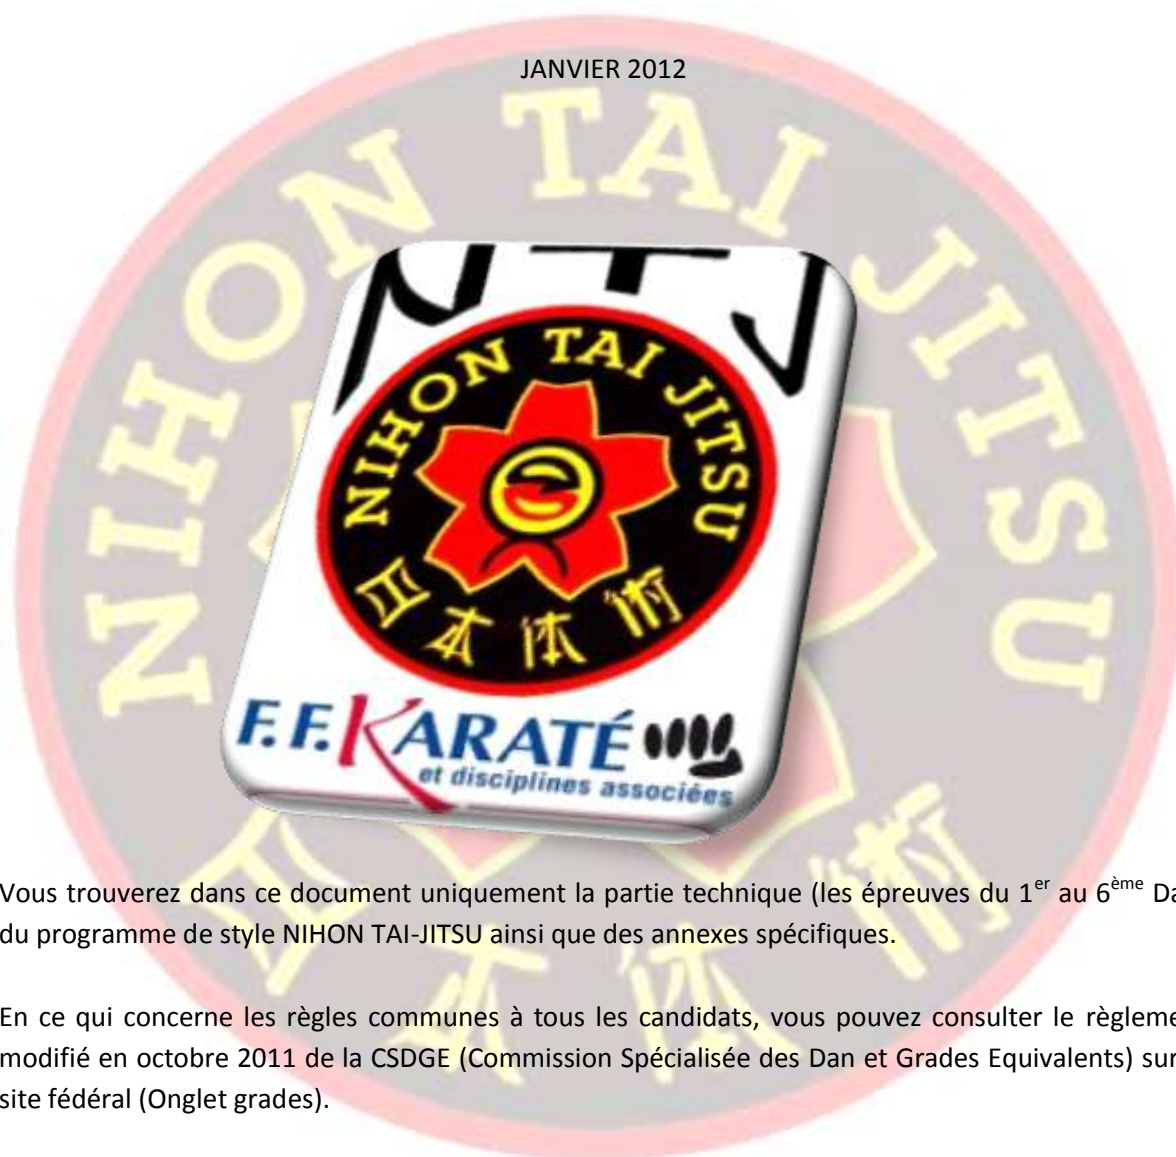 JANVIER 2012
NIHON TAI JITSU
NTJ
NIHON TAI JITSU
日本体術
F.F.KARATÉ
et disciplines associées
日本体術
Vous trouverez dans ce document uniquement la partie technique (les épreuves du 1er au 6ème Da
du programme de style NIHON TAI-JITSU ainsi que des annexes spécifiques.
En ce qui concerne les règles communes à tous les candidats, vous pouvez consulter le règleme
modifié en octobre 2011 de la CSDGE (Commission Spécialisée des Dan et Grades Equivalents) sur
site fédéral (Onglet grades).